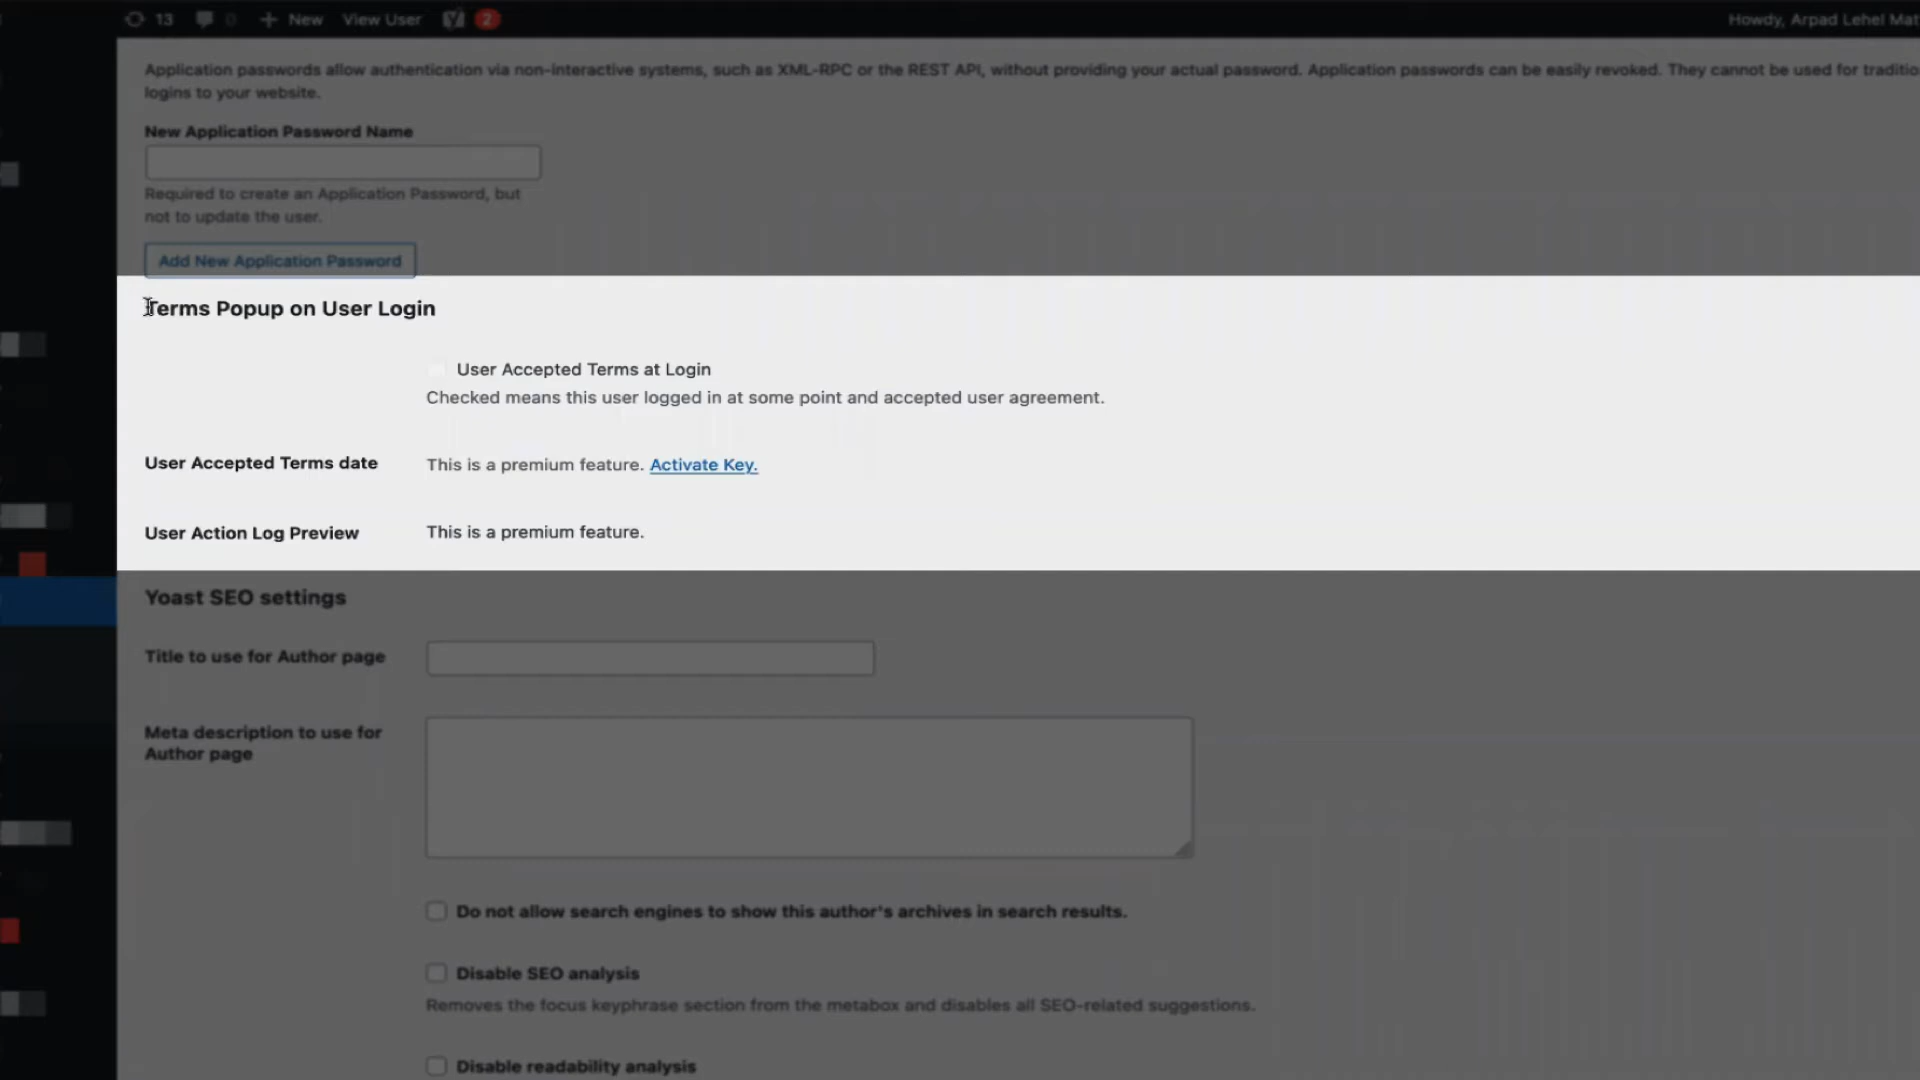 13 0 New View User 2 Howdy, Arpad Lehel Mat
Application passwords allow authentication via non-interactive systems, such as XML-RPC or the REST API, without providing your actual password. Application passwords can be easily revoked. They cannot be used for traditio
logins to your website.
New Application Password Name
Required to create an Application Password, but
not to update the user.
Add New Application Password
Terms Popup on User Login
User Accepted Terms at Login
Checked means this user logged in at some point and accepted user agreement.
User Accepted Terms date This is a premium feature. Activate Key.
User Action Log Preview This is a premium feature.
Yoast SEO settings
Title to use for Author page
Meta description to use for
Author page
Do not allow search engines to show this author's archives in search results.
Disable SEO analysis
Removes the focus keyphrase section from the metabox and disables all SEO-related suggestions.
Disable readability analysis